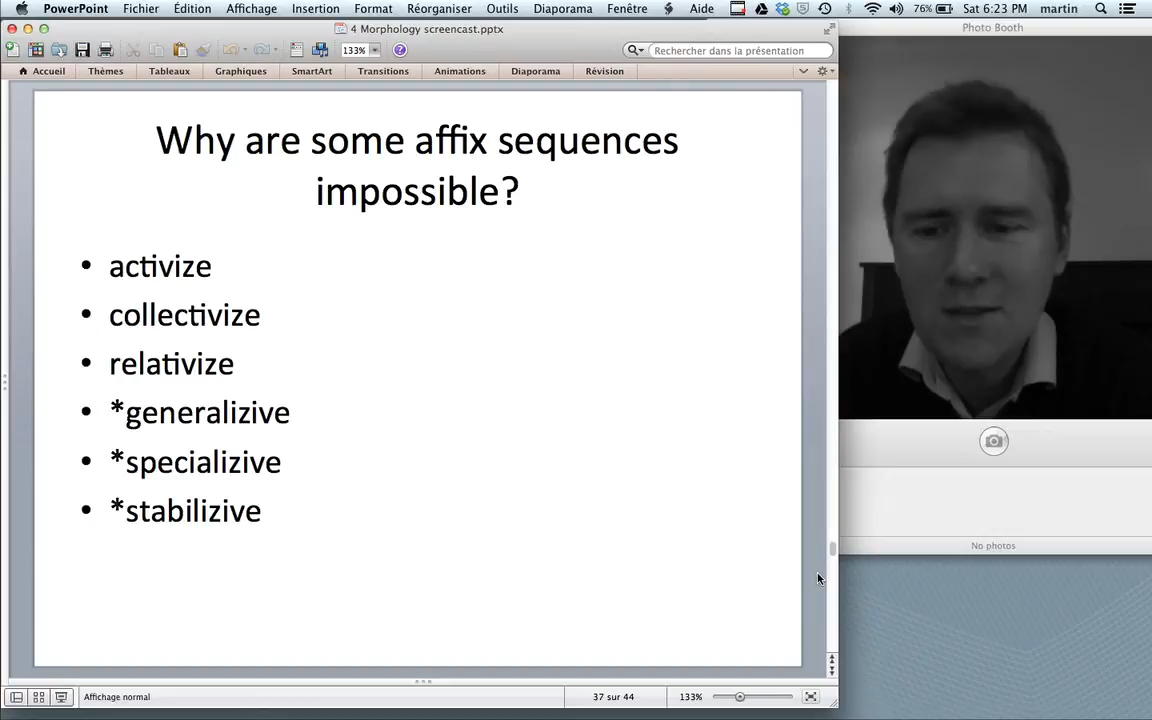 PowerPoint Fichier Édition Affichage Insertion Format Réorganiser Outils Diaporama Fenêtre Aide 76% Sat 6:23 PM martin
4 Morphology screencast.pptx
Photo Booth
133% Rechercher dans la présentation
Accueil Thèmes Tableaux Graphiques SmartArt Transitions Animations Diaporama Révision
Why are some affix sequences
impossible?
• activize
• collectivize
• relativize
• *generalizive
• *specializive
• *stabilizive
No photos
Affichage normal 37 sur 44 133%